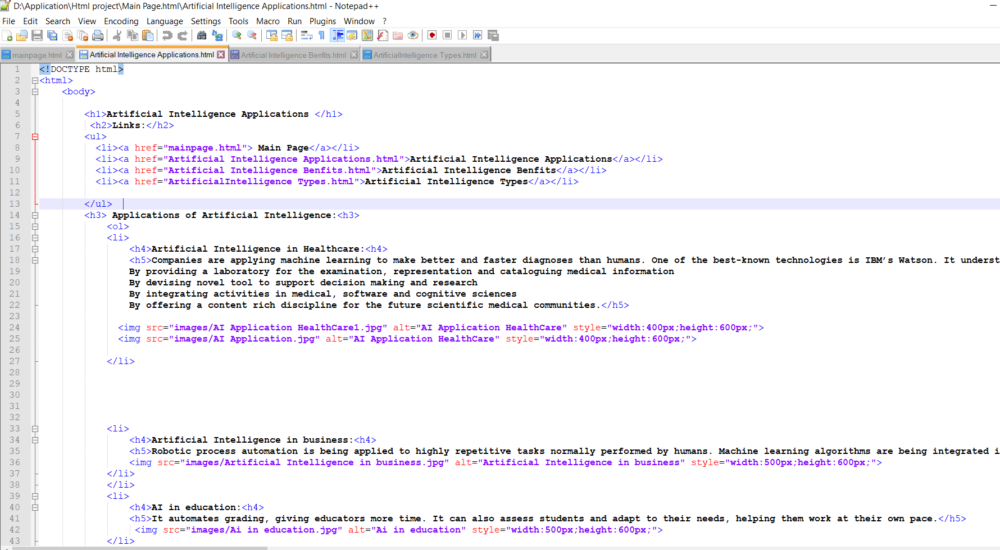 D:\Application\Html project\Main Page.html\Artificial Intelligence Applications.html - Notepad++
File Edit Search View Encoding Language Settings Tools Macro Run Plugins Window ?
mainpage.html Artificial Intelligence Applications.html Artificial Intelligence Benfits.html ArtificialIntelligence Types.html
1 <!DOCTYPE html>
2 <html>
3 <body>
4
5 <h1>Artificial Intelligence Applications </h1>
6 <h2>Links:</h2>
7 <ul>
8 <li><a href="mainpage.html"> Main Page</a></li>
9 <li><a href="Artificial Intelligence Applications.html">Artificial Intelligence Applications</a></li>
10 <li><a href="Artificial Intelligence Benfits.html">Artificial Intelligence Benfits</a></li>
11 <li><a href="ArtificialIntelligence Types.html">Artificial Intelligence Types</a></li>
12
13 </ul>
14 <h3> Applications of Artificial Intelligence:<h3>
15 <ol>
16 <li>
17 <h4>Artificial Intelligence in Healthcare:<h4>
18 <h5>Companies are applying machine learning to make better and faster diagnoses than humans. One of the best-known technologies is IBM’s Watson. It underst
19 By providing a laboratory for the examination, representation and cataloguing medical information
20 By devising novel tool to support decision making and research
21 By integrating activities in medical, software and cognitive sciences
22 By offering a content rich discipline for the future scientific medical communities.</h5>
23
24 <img src="images/AI Application HealthCare1.jpg" alt="AI Application HealthCare" style="width:400px;height:600px;">
25 <img src="images/AI Application.jpg" alt="AI Application HealthCare" style="width:400px;height:600px;">
26
27 </li>
28
29
30
31
32
33 <li>
34 <h4>Artificial Intelligence in business:<h4>
35 <h5>Robotic process automation is being applied to highly repetitive tasks normally performed by humans. Machine learning algorithms are being integrated i
36 <img src="images/Artificial Intelligence in business.jpg" alt="Artificial Intelligence in business" style="width:500px;height:600px;">
37 </li>
38 </li>
39 <li>
40 <h4>AI in education:<h4>
41 <h5>It automates grading, giving educators more time. It can also assess students and adapt to their needs, helping them work at their own pace.</h5>
42 <img src="images/Ai in education.jpg" alt="Ai in education" style="width:500px;height:600px;">
43 </li>